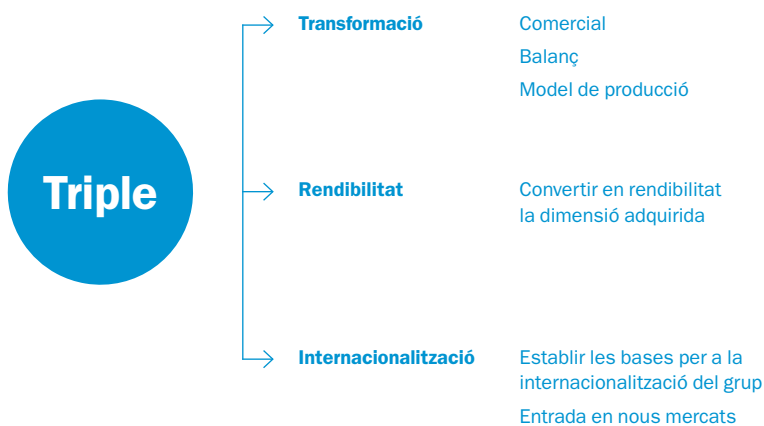 Triple
Transformació
Comercial
Balanç
Model de producció
Rendibilitat
Convertir en rendibilitat
la dimensió adquirida
Internacionalització
Establir les bases per a la
internacionalització del grup
Entrada en nous mercats